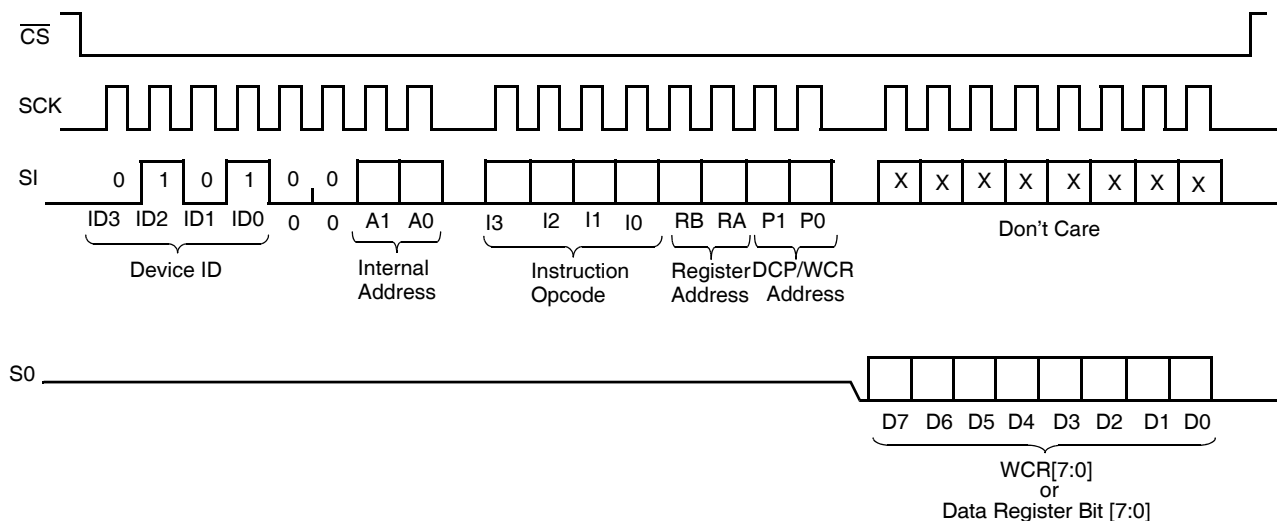 CS
SCK
SI
0 1 0 1 0 0
X X X X X X X X
ID3 ID2 ID1 ID0 0 0 A1 A0 I3 I2 I1 I0 RB RA P1 P0
Don't Care
Device ID
Internal
Address
Instruction
Opcode
Register
Address
DCP/WCR
Address
S0
D7 D6 D5 D4 D3 D2 D1 D0
WCR[7:0]
or
Data Register Bit [7:0]